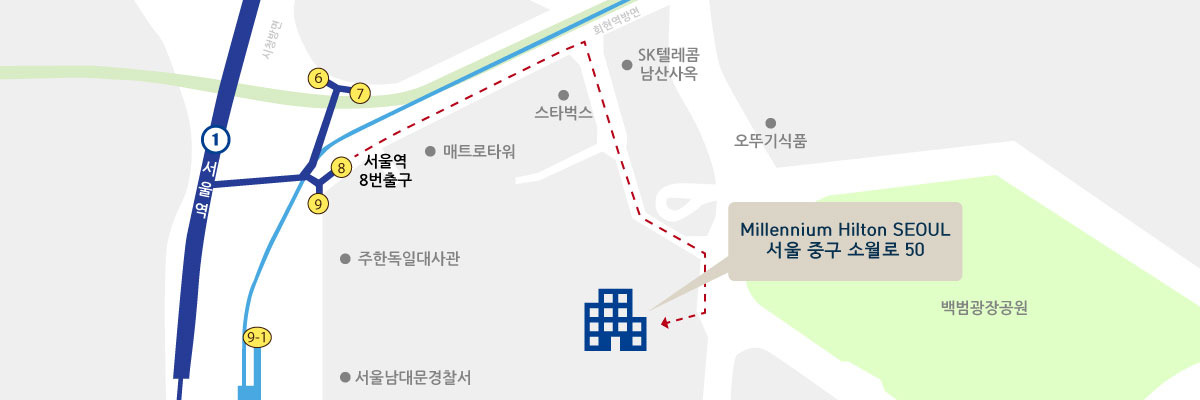 회현역방면
시청방면
SK텔레콤
남산사옥
6
7
스타벅스
오뚜기식품
1
서울역
매트로타워
8
서울역
8번출구
9
Millennium Hilton SEOUL
서울 중구 소월로 50
주한독일대사관
백범광장공원
9-1
서울남대문경찰서